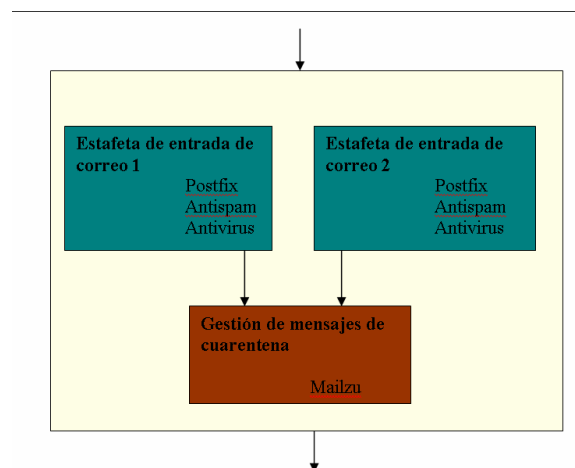 Estafeta de entrada de
correo 1
Postfix
Antispam
Antivirus
Estafeta de entrada de
correo 2
Postfix
Antispam
Antivirus
Gestión de mensajes de
cuarentena
Mailzu